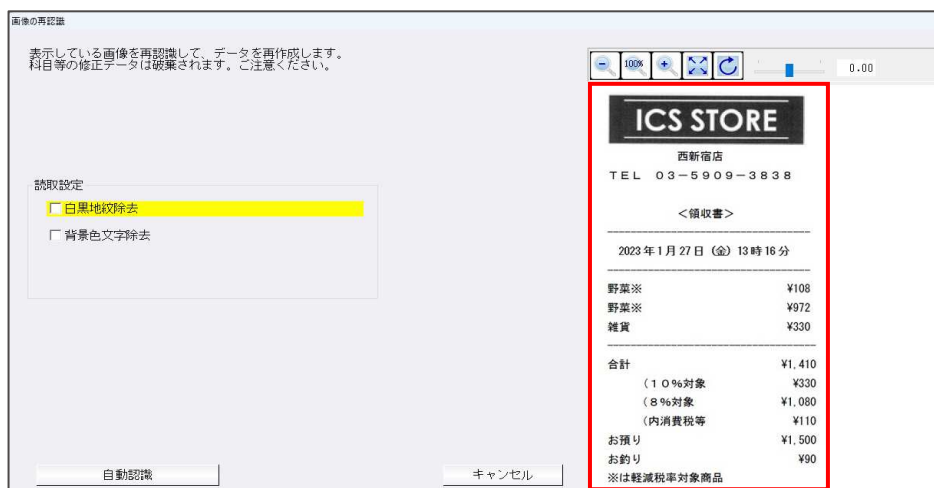 画像の再認識
表示している画像を再認識して、データを再作成します。
科目等の修正データは破棄されます。ご注意ください。
読取設定
白黒地紋除去
背景色文字除去
自動認識
キャンセル
100%
0.00
ICS STORE
西新宿店
TEL 03-5909-3838
<領収書>
2023年1月27日(金)13時16分
野菜※ ¥108
野菜※ ¥972
雑貨 ¥330
合計 ¥1,410
(10%対象 ¥330
(8%対象 ¥1,080
(内消費税等 ¥110
お預り ¥1,500
お釣り ¥90
※は軽減税率対象商品